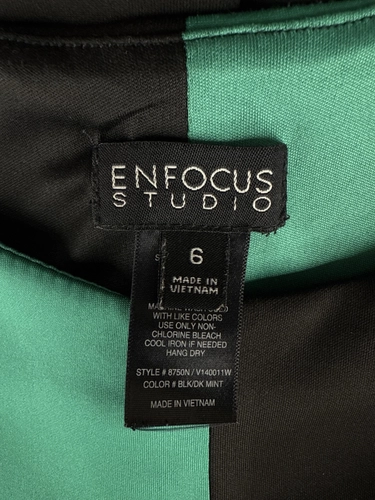 ENFOCUS
STUDIO
S
6
MADE IN
VIETNAM
WITH LIKE COLORS
USE ONLY NON-
CHLORINE BLEACH
COOL IRON IF NEEDED
HANG DRY
STYLE # 8750N / V140011W
COLOR # BLK/DK MINT
MADE IN VIETNAM